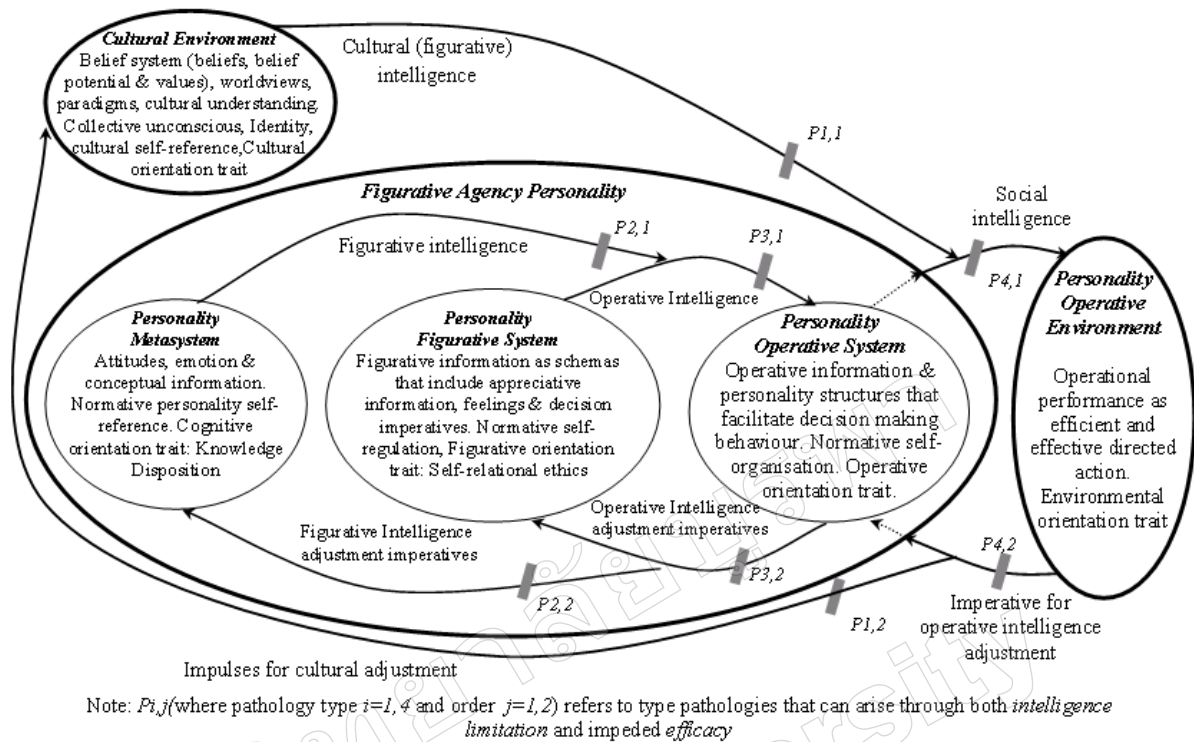 Cultural Environment
Belief system (beliefs, belief
potential & values), worldviews,
paradigms, cultural understanding.
Collective unconscious, Identity,
cultural self-reference,Cultural
orientation trait
Cultural (figurative)
intelligence
P1,1
Figurative Agency Personality
Social
intelligence
P2,1
P3,1
Figurative intelligence
P4,1
Operative Intelligence
Personality
Metasystem
Attitudes, emotion &
conceptual information.
Normative personality self-
reference. Cognitive
orientation trait: Knowledge
Disposition
Personality
Figurative System
Figurative information as schemas
that include appreciative
information, feelings & decision
imperatives. Normative self-
regulation, Figurative orientation
trait: Self-relational ethics
Personality
Operative System
Operative information &
personality structures that
facilitate decision making
behaviour. Normative self-
organisation. Operative
orientation trait.
Personality
Operative
Environment
Operational
performance as
efficient and
effective directed
action.
Environmental
orientation trait
Operative Intelligence
adjustment imperatives
Figurative Intelligence
adjustment imperatives
P4,2
P3,2
P2,2
P1,2
Imperative for
operative intelligence
adjustment
Impulses for cultural adjustment
Note: Pi,j(where pathology type i=1,4 and order j=1,2) refers to type pathologies that can arise through both intelligence
limitation and impeded efficacy